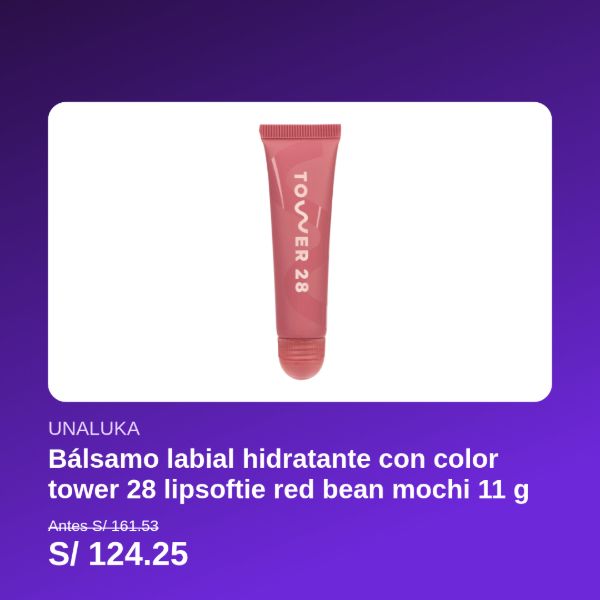 TOWER 28
UNALUKA
Bálsamo labial hidratante con color
tower 28 lipsoftie red bean mochi 11 g
Antes S/ 161.53
S/ 124.25